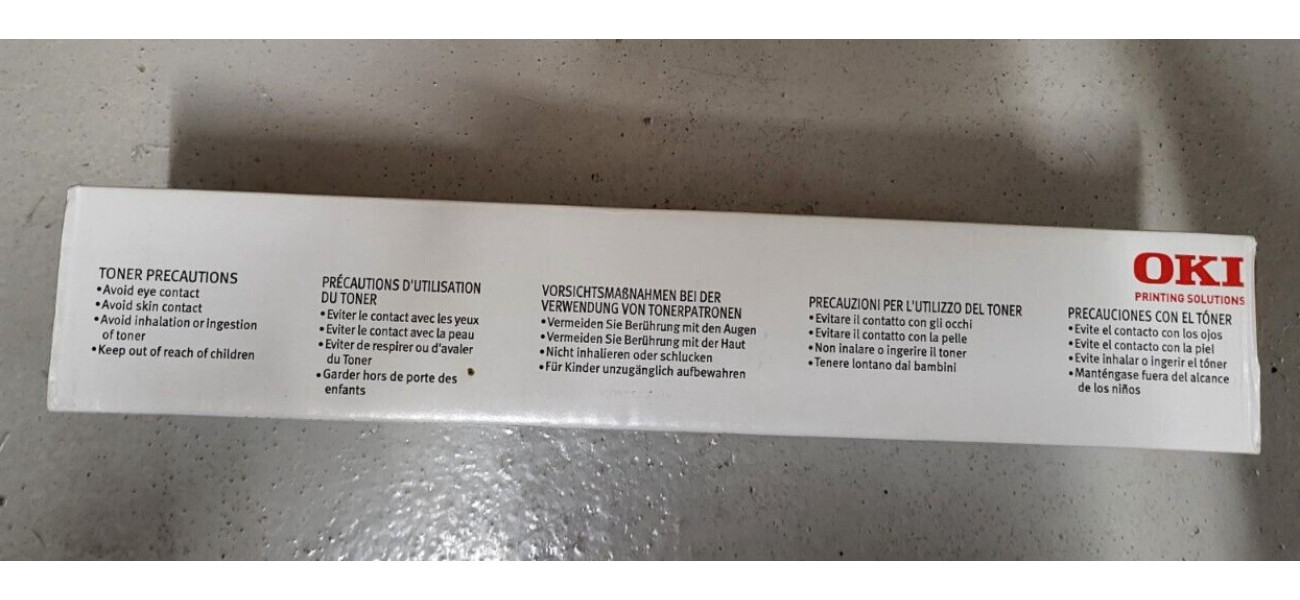 TONER PRECAUTIONS
•Avoid eye contact
•Avoid skin contact
•Avoid inhalation or ingestion
of toner
•Keep out of reach of children
PRÉCAUTIONS D'UTILISATION
DU TONER
•Eviter le contact avec les yeux
•Eviter le contact avec la peau
•Eviter de respirer ou d'avaler
du Toner
•Garder hors de porte des
enfants
VORSICHTSMAßNAHMEN BEI DER
VERWENDUNG VON TONERPATRONEN
•Vermeiden Sie Berührung mit den Augen
•Vermeiden Sie Berührung mit der Haut
•Nicht inhalieren oder schlucken
•Für Kinder unzugänglich aufbewahren
PRECAUZIONI PER L'UTILIZZO DEL TONER
•Evitare il contatto con gli occhi
•Evitare il contatto con la pelle
•Non inalare o ingerire il toner
•Tenere lontano dai bambini
OKI
PRINTING SOLUTIONS
PRECAUCIONES CON EL TÓNER
•Evite el contacto con los ojos
•Evite el contacto con la piel
•Evite inhalar o ingerir el tóner
•Manténgase fuera del alcance
de los niños